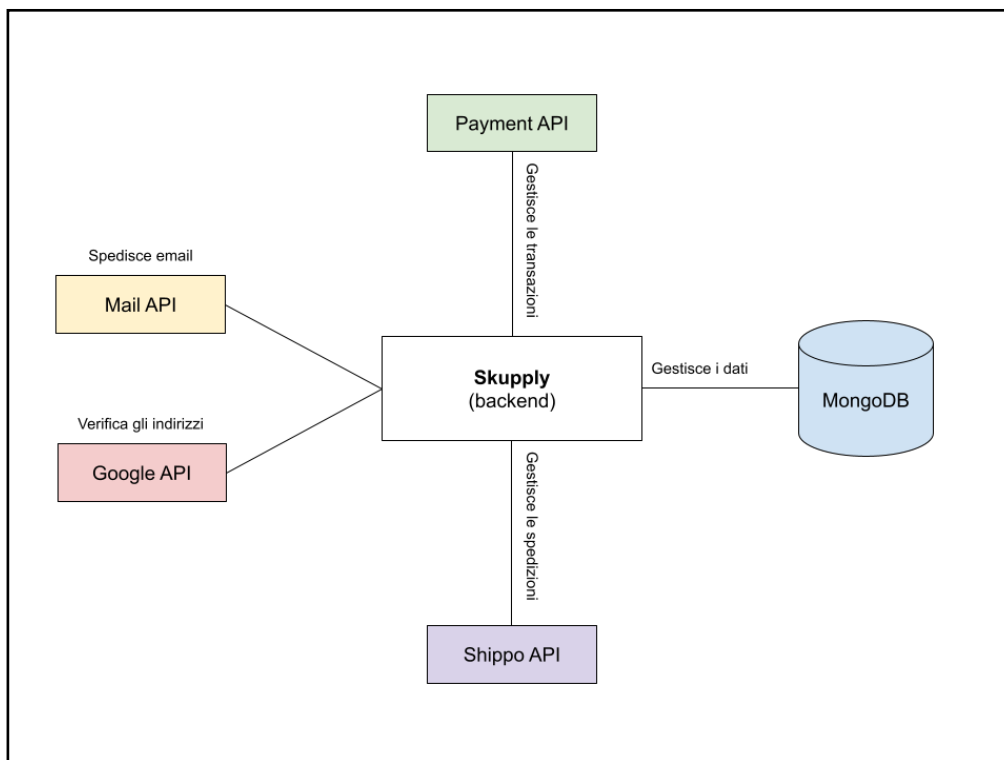 Payment API
Gestisce le transazioni
Spedisce email
Mail API
Skupply
(backend)
Gestisce i dati
MongoDB
Verifica gli indirizzi
Google API
Gestisce le spedizioni
Shippo API